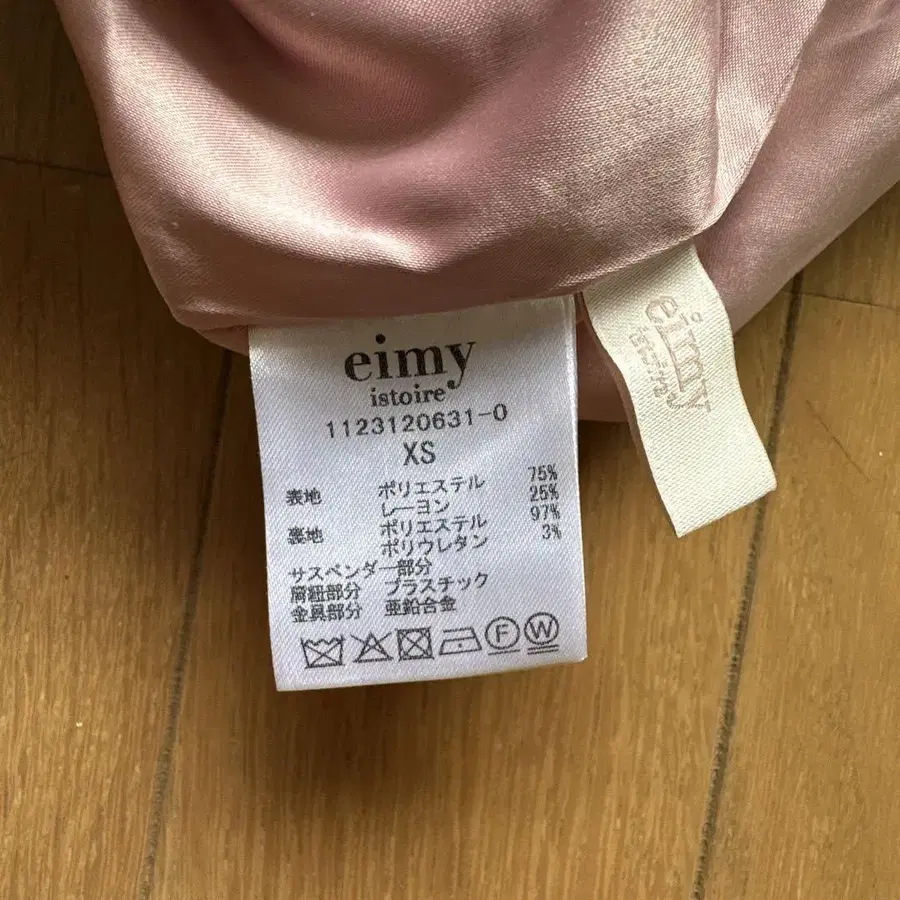 eimy
istoire
1123120631-0
XS
表地 ポリエステル 75%
レーヨン 25%
裏地 ポリエステル 97%
ポリウレタン 3%
サスペンダー部分
肩紐部分 プラスチック
金具部分 亜鉛合金
F W
eimy
istoire